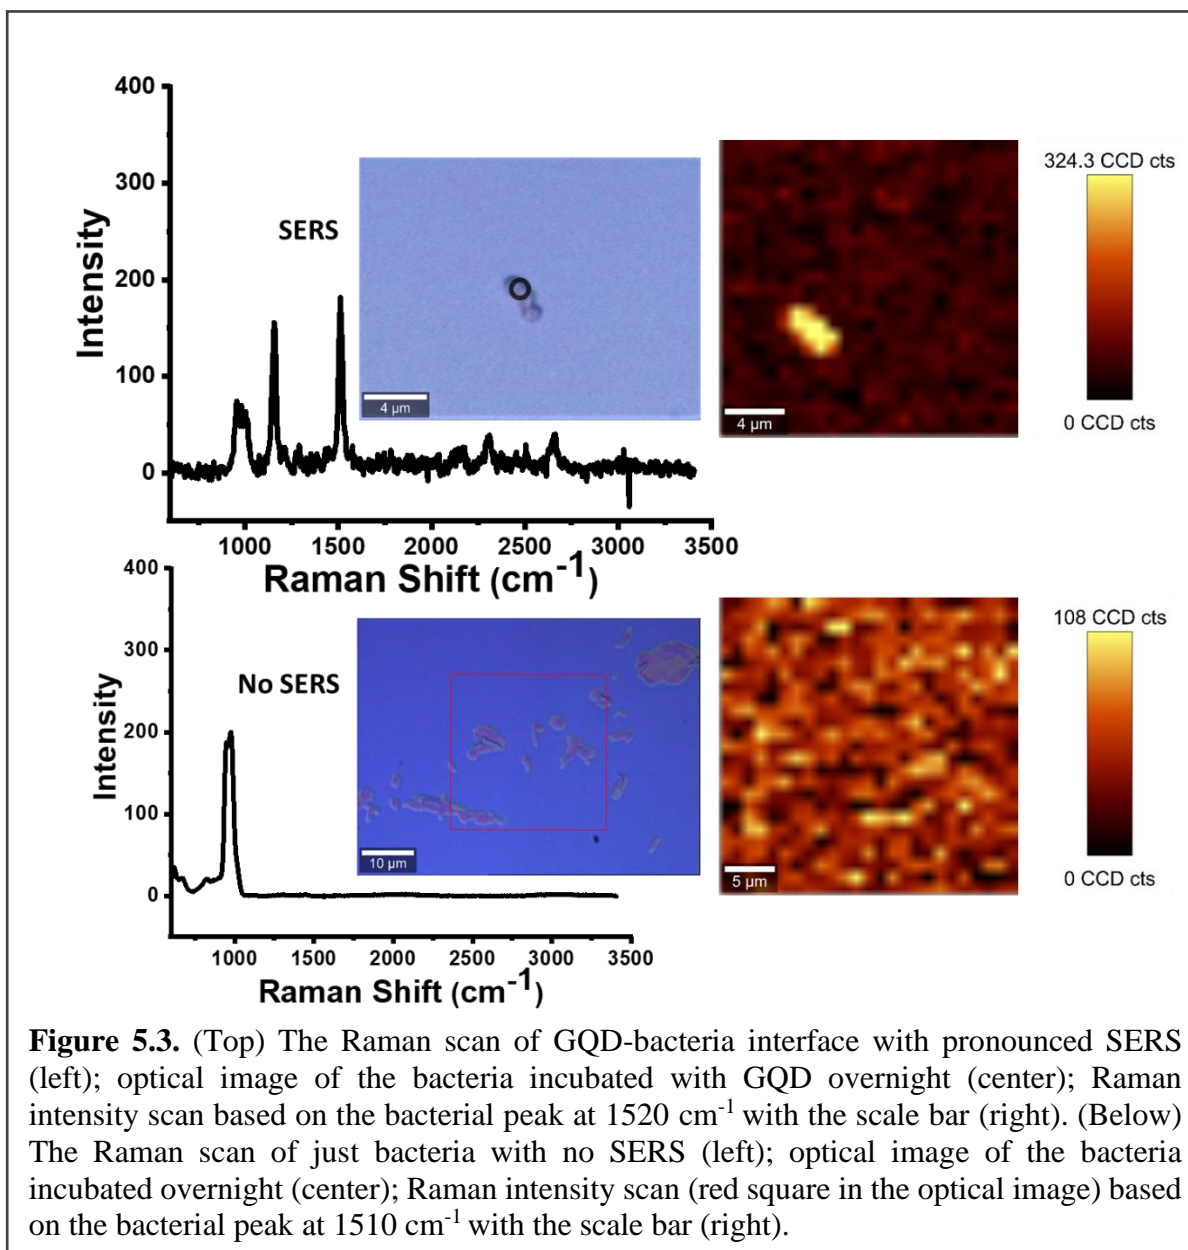 400
300
200
100
0
Intensity
SERS
4 µm
4 µm
324.3 CCD cts
0 CCD cts
1000 1500 2000 2500 3000 3500
Raman Shift (cm-1)
400
300
200
100
0
Intensity
No SERS
10 µm
5 µm
108 CCD cts
0 CCD cts
1000 1500 2000 2500 3000 3500
Raman Shift (cm-1)
Figure 5.3. (Top) The Raman scan of GQD-bacteria interface with pronounced SERS
(left); optical image of the bacteria incubated with GQD overnight (center); Raman
intensity scan based on the bacterial peak at 1520 cm-1 with the scale bar (right). (Below)
The Raman scan of just bacteria with no SERS (left); optical image of the bacteria
incubated overnight (center); Raman intensity scan (red square in the optical image) based
on the bacterial peak at 1510 cm-1 with the scale bar (right).